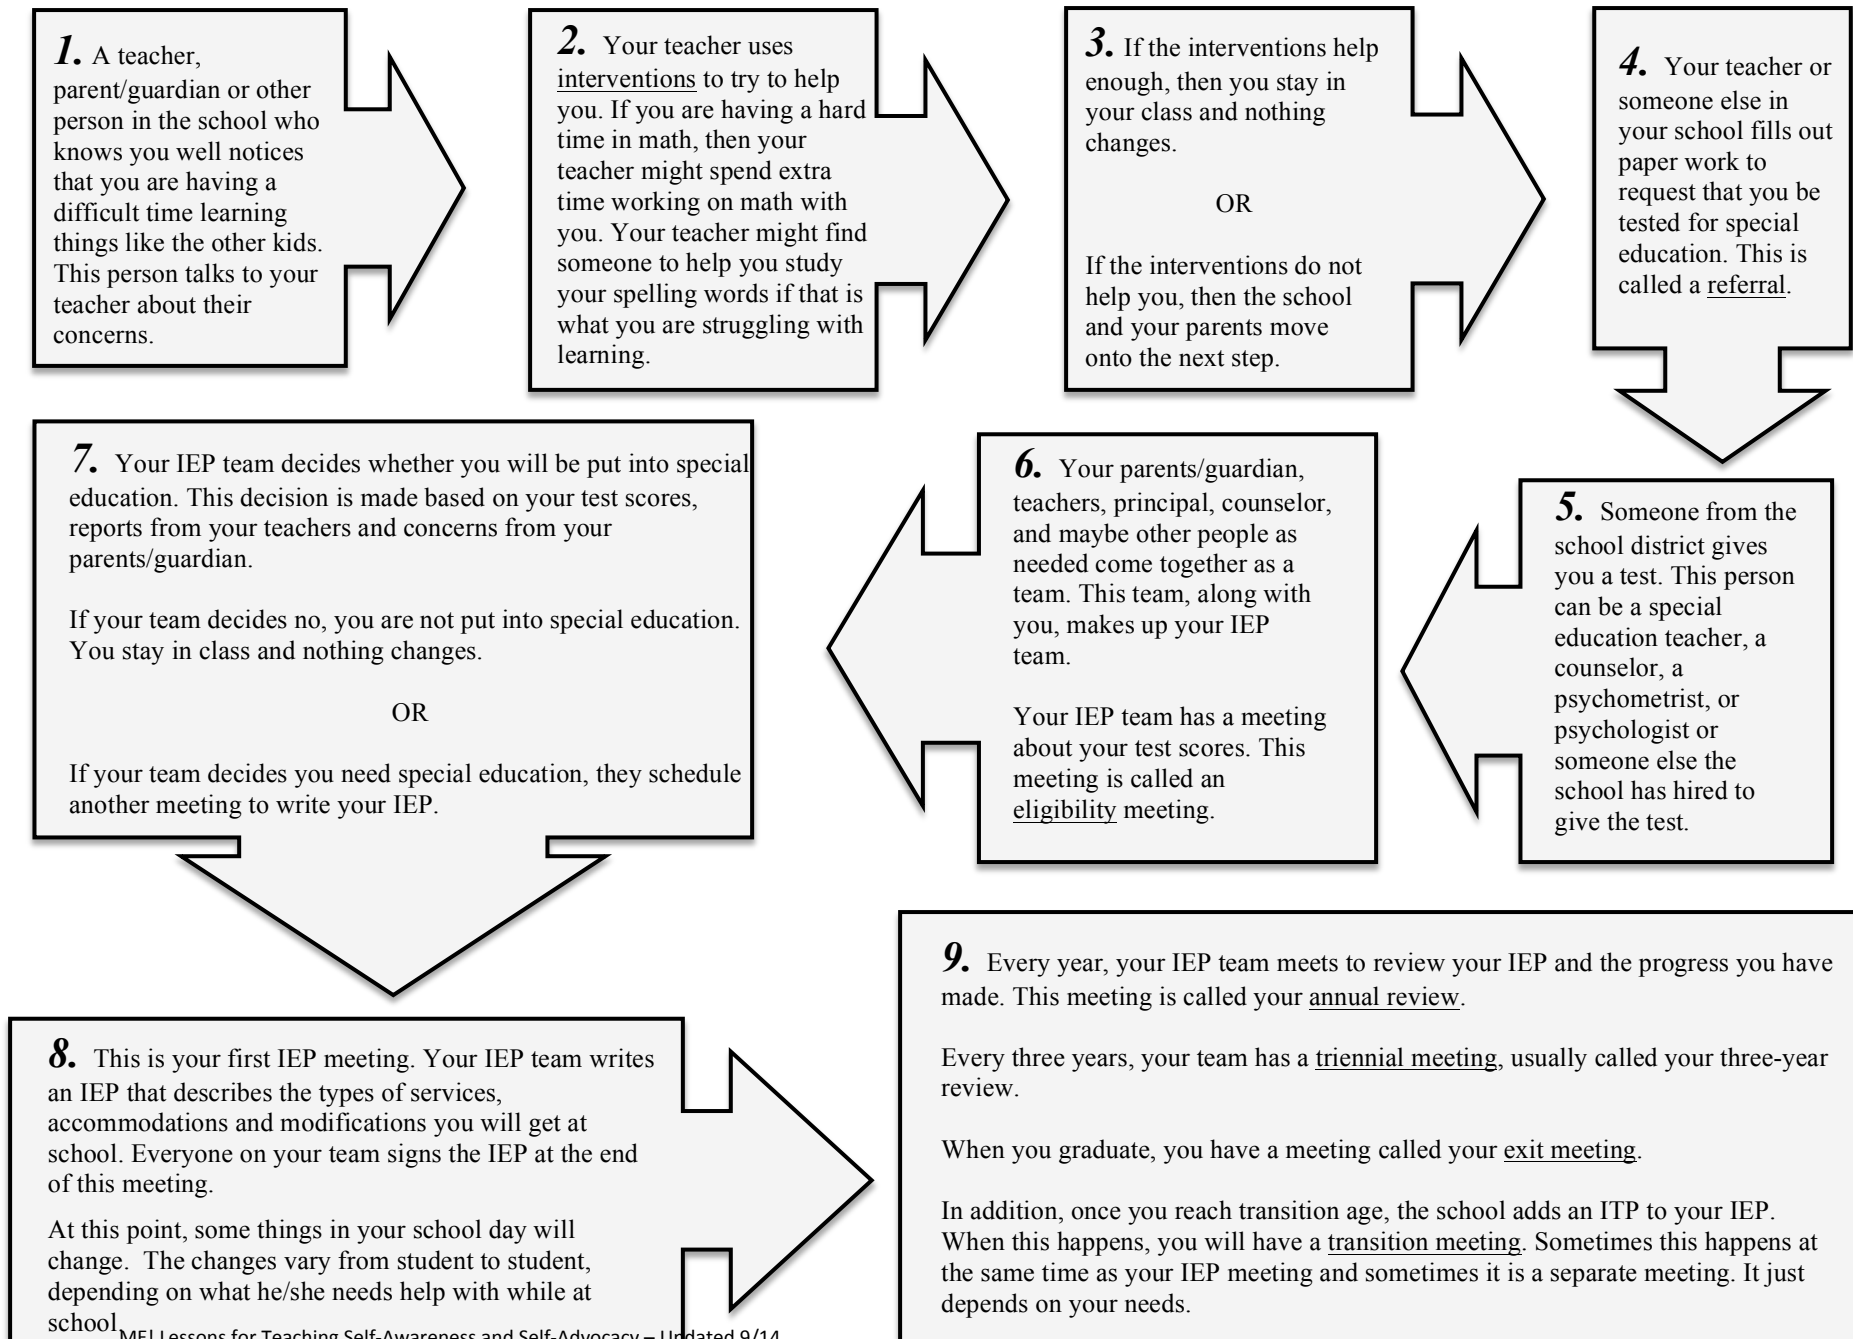 1. A teacher,
parent/guardian or other
person in the school who
knows you well notices
that you are having a
difficult time learning
things like the other kids.
This person talks to your
teacher about their
concerns.
2. Your teacher uses
interventions to try to help
you. If you are having a hard
time in math, then your
teacher might spend extra
time working on math with
you. Your teacher might find
someone to help you study
your spelling words if that is
what you are struggling with
learning.
3. If the interventions help
enough, then you stay in
your class and nothing
changes.
OR
If the interventions do not
help you, then the school
and your parents move
onto the next step.
4. Your teacher or
someone else in
your school fills out
paper work to
request that you be
tested for special
education. This is
called a referral.
5. Someone from the
school district gives
you a test. This person
can be a special
education teacher, a
counselor, a
psychometrist, or
psychologist or
someone else the
school has hired to
give the test.
6. Your parents/guardian,
teachers, principal, counselor,
and maybe other people as
needed come together as a
team. This team, along with
you, makes up your IEP
team.
Your IEP team has a meeting
about your test scores. This
meeting is called an
eligibility meeting.
7. Your IEP team decides whether you will be put into special
education. This decision is made based on your test scores,
reports from your teachers and concerns from your
parents/guardian.
If your team decides no, you are not put into special education.
You stay in class and nothing changes.
OR
If your team decides you need special education, they schedule
another meeting to write your IEP.
8. This is your first IEP meeting. Your IEP team writes
an IEP that describes the types of services,
accommodations and modifications you will get at
school. Everyone on your team signs the IEP at the end
of this meeting.
At this point, some things in your school day will
change. The changes vary from student to student,
depending on what he/she needs help with while at
school
ME! Lessons for Teaching Self-Awareness and Self-Advocacy – Updated 9/14
9. Every year, your IEP team meets to review your IEP and the progress you have
made. This meeting is called your annual review.
Every three years, your team has a triennial meeting, usually called your three-year
review.
When you graduate, you have a meeting called your exit meeting.
In addition, once you reach transition age, the school adds an ITP to your IEP.
When this happens, you will have a transition meeting. Sometimes this happens at
the same time as your IEP meeting and sometimes it is a separate meeting. It just
depends on your needs.